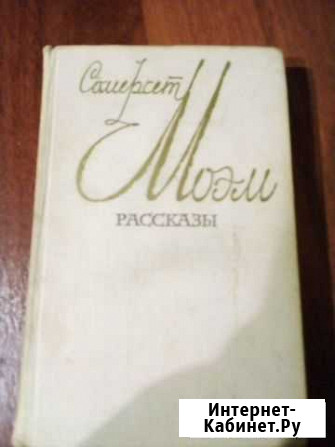 Сомерсет
Моэм
РАССКАЗЫ
Интернет-
Кабинет.Ру